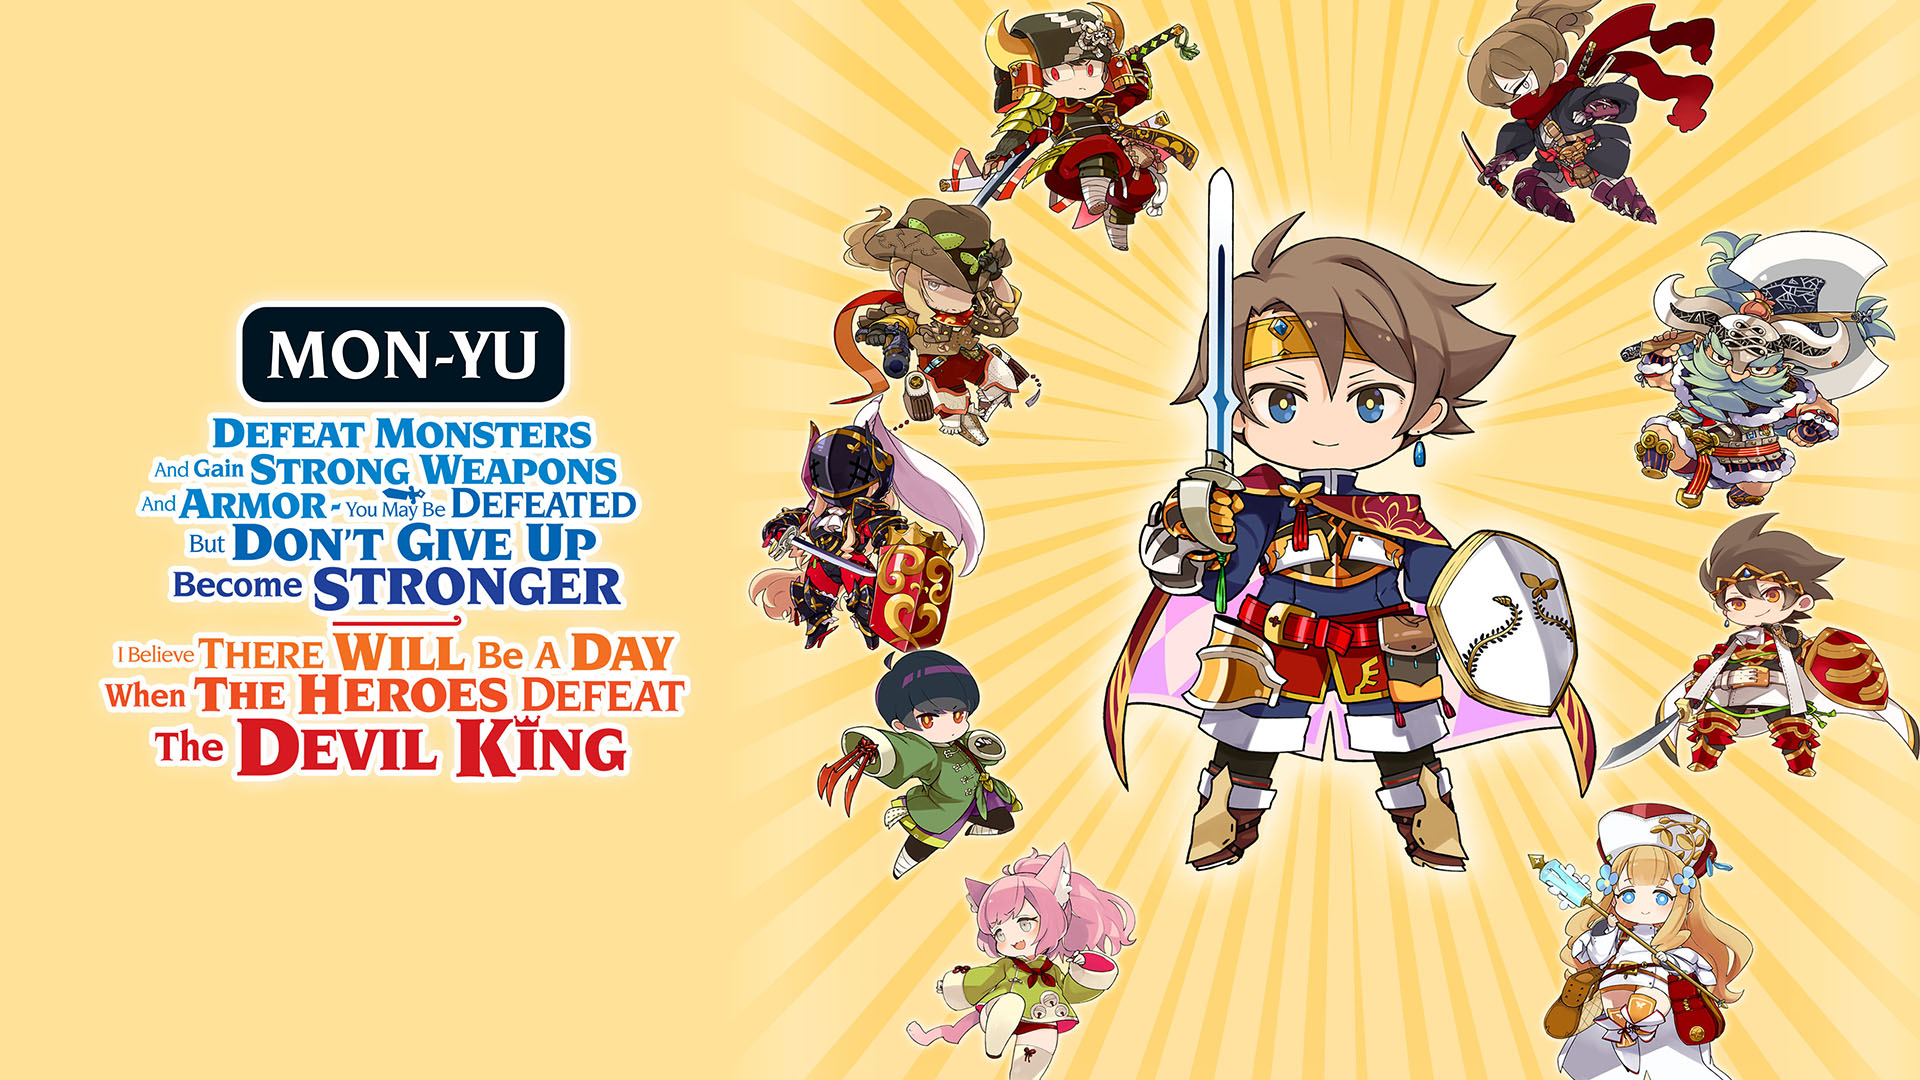 MON-YU
DEFEAT MONSTERS
And Gain STRONG WEAPONS
And ARMOR - You May Be DEFEATED
But DON'T GIVE UP
Become STRONGER
I Believe THERE WILL Be A DAY
When THE HEROES DEFEAT
The DEVIL KING